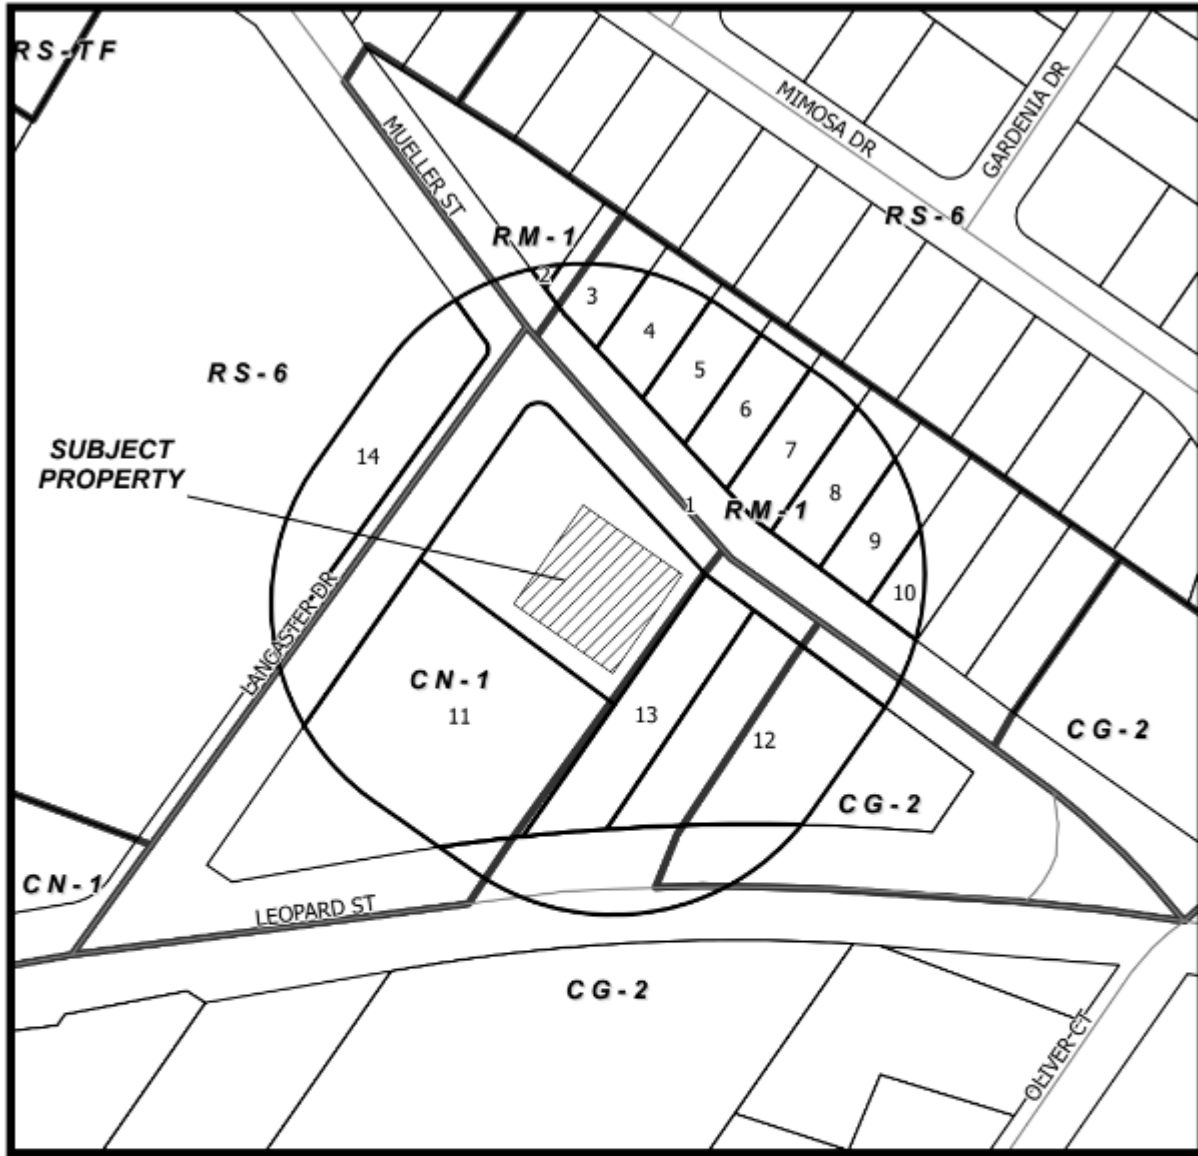 RS-TF
MIMOSA DR
GARDENIA DR
MUELLER ST
RS-6
RM-1
2
3
4
RS-6
5
6
SUBJECT
PROPERTY
14
7
8
1
RM-1
9
10
LANCASTER DR
CN-1
11
13
12
CG-2
CG-2
CN-1
LEOPARD ST
CG-2
OLIVER CT